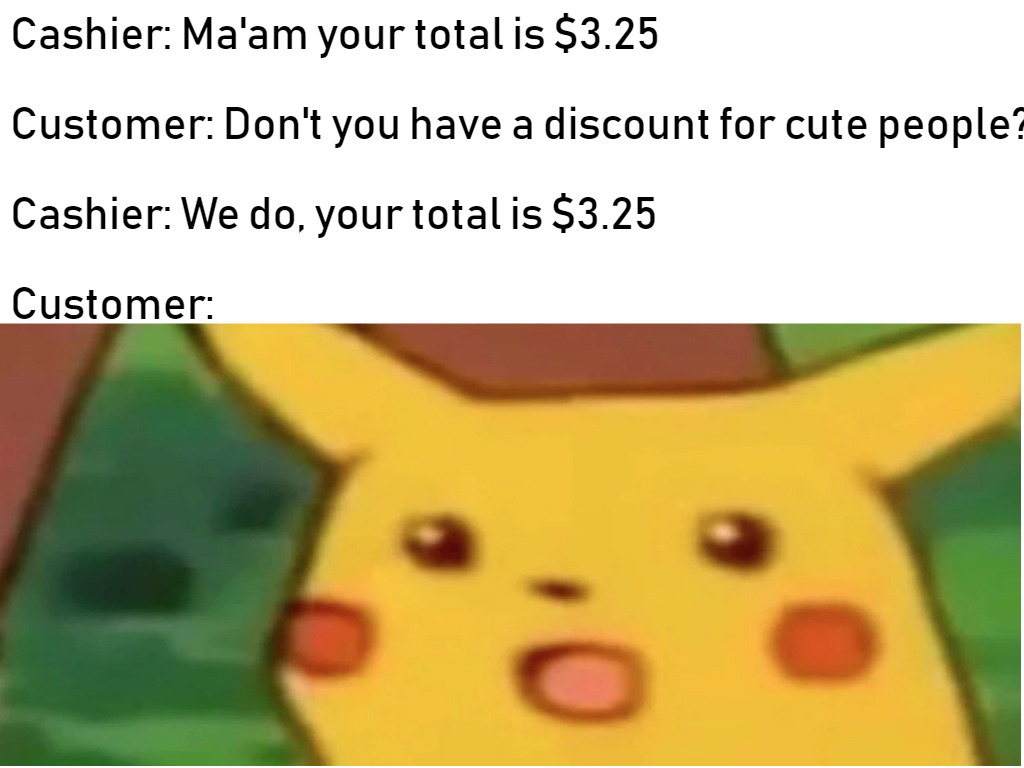 Cashier: Ma'am your total is $3.25
Customer: Don't you have a discount for cute people?
Cashier: We do, your total is $3.25
Customer: